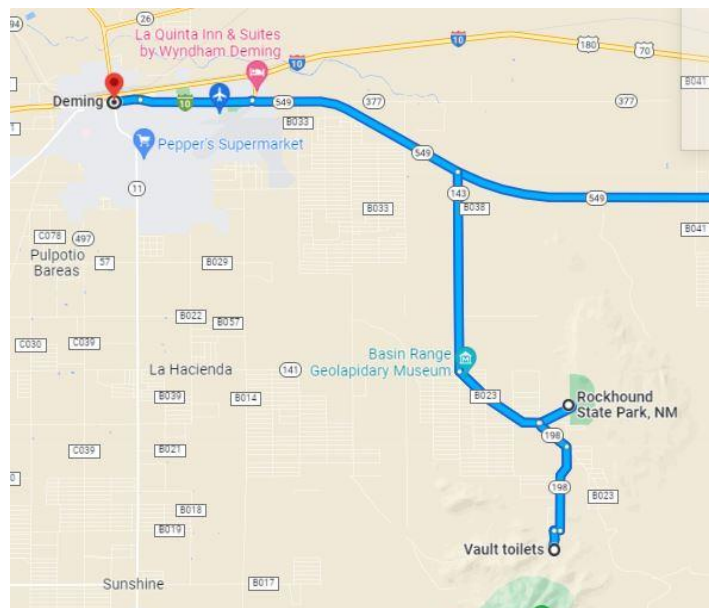 26
La Quinta Inn & Suites
by Wyndham Deming
10
10
180
70
B041
Deming
10
549
377
377
B033
Pepper's Supermarket
549
11
143
B033
B038
549
B041
C078
497
Pulpotio
Bareas
57
B029
B022
B057
C030
C039
Basin Range
Geolapidary Museum
La Hacienda
141
B039
B014
B023
Rockhound
State Park, NM
198
C039
B021
198
B023
B018
B019
Vault toilets
Sunshine
B017